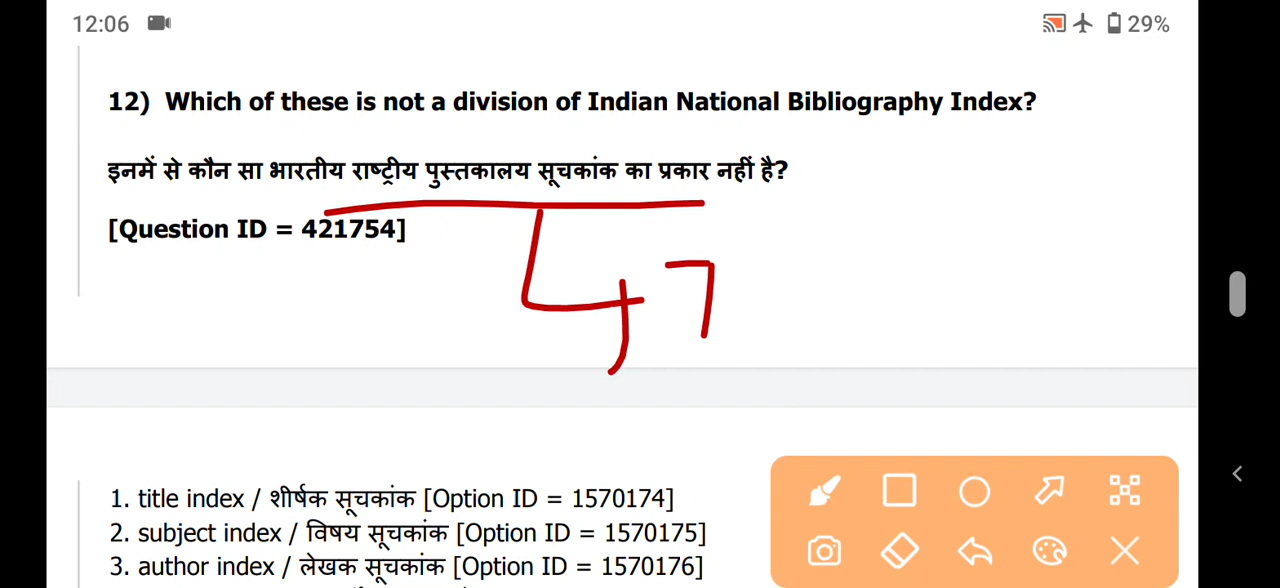 12:06 29%
12) Which of these is not a division of Indian National Bibliography Index?
इनमें से कौन सा भारतीय राष्ट्रीय पुस्तकालय सूचकांक का प्रकार नहीं है?
[Question ID = 421754]
47
1. title index / शीर्षक सूचकांक [Option ID = 1570174]
2. subject index / विषय सूचकांक [Option ID = 1570175]
3. author index / लेखक सूचकांक [Option ID = 1570176]